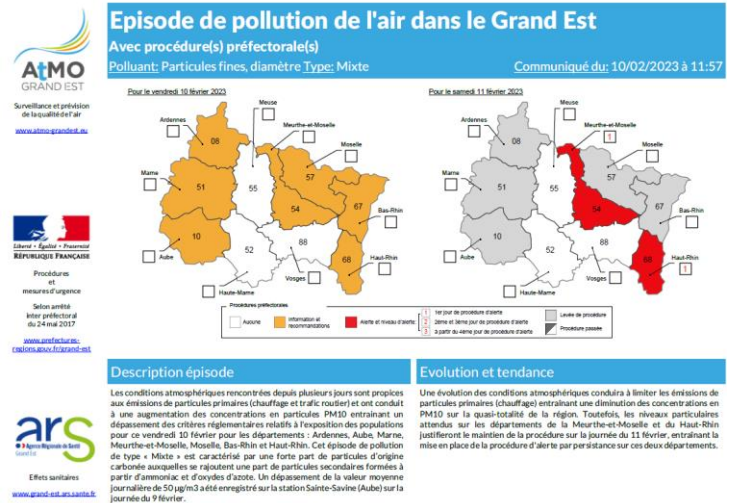 Episode de pollution de l'air dans le Grand Est
Avec procédure(s) préfectorale(s)
Polluant: Particules fines, diamètre Type: Mixte
Communiqué du: 10/02/2023 à 11:57
ATMO
GRAND EST
Surveillance et prévision
de la qualité de l'air
www.atmo-grandest.eu
Liberté • Égalité • Fraternité
RÉPUBLIQUE FRANÇAISE
Procédures
et
mesures d'urgence
Selon arrêté
inter préfectoral
du 24 mai 2017
www.prefectures-
regions.gouv.fr/grand-est
ars
Agence Régionale de Santé
Grand Est
Effets sanitaires
www.grand-est.ars.sante.fr
Pour le vendredi 10 février 2023
Meuse
Ardennes
Meurthe-et-Moselle
08
Moselle
Marne
57
51
55
67
54
Bas-Rhin
10
88
Aube
52
68
Haut-Rhin
Vosges
Haute-Marne
Pour le samedi 11 février 2023
Meuse
Ardennes
Meurthe-et-Moselle
1
08
Moselle
Marne
57
51
55
67
54
Bas-Rhin
10
88
Aube
52
68
Haut-Rhin
1
Vosges
Haute-Marne
Procédures préfectorales
Aucune
Information et
recommandations
Alerte et niveau d'alerte:
1 1er jour de procédure d'alerte
2 2ème et 3ème jour de procédure d'alerte
3 à partir du 4ème jour de procédure d'alerte
Levée de procédure
Procédure passée
Description épisode
Les conditions atmosphériques rencontrées depuis plusieurs jours sont propices
aux émissions de particules primaires (chauffage et trafic routier) et ont conduit
à une augmentation des concentrations en particules PM10 entrainant un
dépassement des critères réglementaires relatifs à l'exposition des populations
pour ce vendredi 10 février pour les départements : Ardennes, Aube, Marne,
Meurthe-et-Moselle, Moselle, Bas-Rhin et Haut-Rhin. Cet épisode de pollution
de type « Mixte » est caractérisé par une forte part de particules d'origine
carbonée auxquelles se rajoutent une part de particules secondaires formées à
partir d'ammoniac et d'oxydes d'azote. Un dépassement de la valeur moyenne
journalière de 50 µg/m3 a été enregistré sur la station Sainte-Savine (Aube) sur la
journée du 9 février.
Evolution et tendance
Une évolution des conditions atmosphériques conduira à limiter les émissions de
particules primaires (chauffage) entraînant une diminution des concentrations en
PM10 sur la quasi-totalité de la région. Toutefois, les niveaux particulaires
attendus sur les départements de la Meurthe-et-Moselle et du Haut-Rhin
justifieront le maintien de la procédure sur la journée du 11 février, entraînant la
mise en place de la procédure d'alerte par persistance sur ces deux départements.